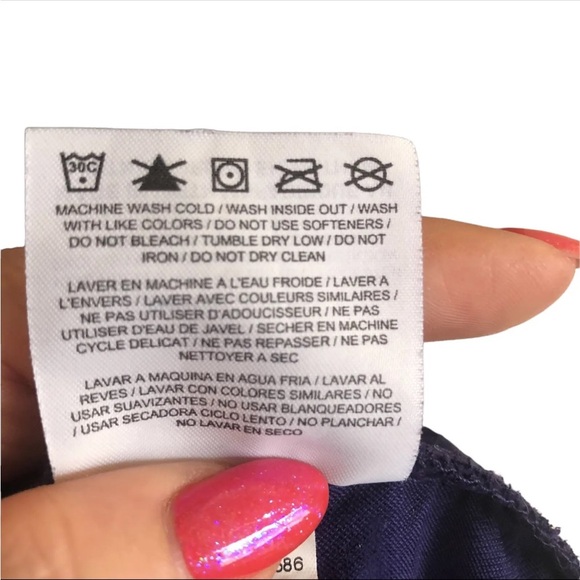 30C
MACHINE WASH COLD / WASH INSIDE OUT / WASH
WITH LIKE COLORS / DO NOT USE SOFTENERS /
DO NOT BLEACH / TUMBLE DRY LOW / DO NOT
IRON / DO NOT DRY CLEAN
LAVER EN MACHINE A L'EAU FROIDE / LAVER A
L'ENVERS / LAVER AVEC COULEURS SIMILAIRES /
NE PAS UTILISER D'ADOUCISSEUR / NE PAS
UTILISER D'EAU DE JAVEL / SECHER EN MACHINE
CYCLE DELICAT / NE PAS REPASSER / NE PAS
NETTOYER A SEC
LAVAR A MAQUINA EN AGUA FRIA / LAVAR AL
REVES / LAVAR CON COLORES SIMILARES / NO
USAR SUAVIZANTES / NO USAR BLANQUEADORES
/ USAR SECADORA CICLO LENTO / NO PLANCHAR /
NO LAVAR EN SECO